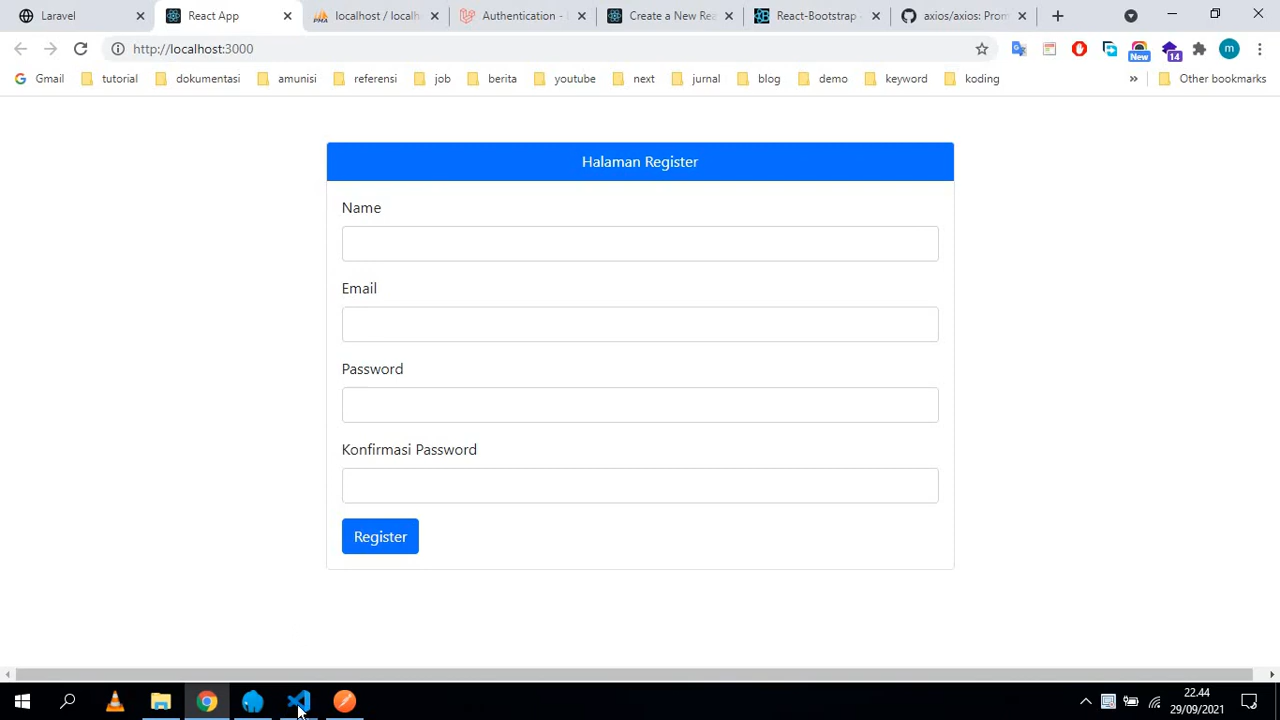 Laravel
React App
localhost / localh
Authentication -
Create a New Rea
React-Bootstrap -
axios/axios: Prom
http://localhost:3000
New
14
m
Gmail
tutorial
dokumentasi
amunisi
referensi
job
berita
youtube
next
jurnal
blog
demo
keyword
koding
»
Other bookmarks
Halaman Register
Name
Email
Password
Konfirmasi Password
Register
22.44
29/09/2021